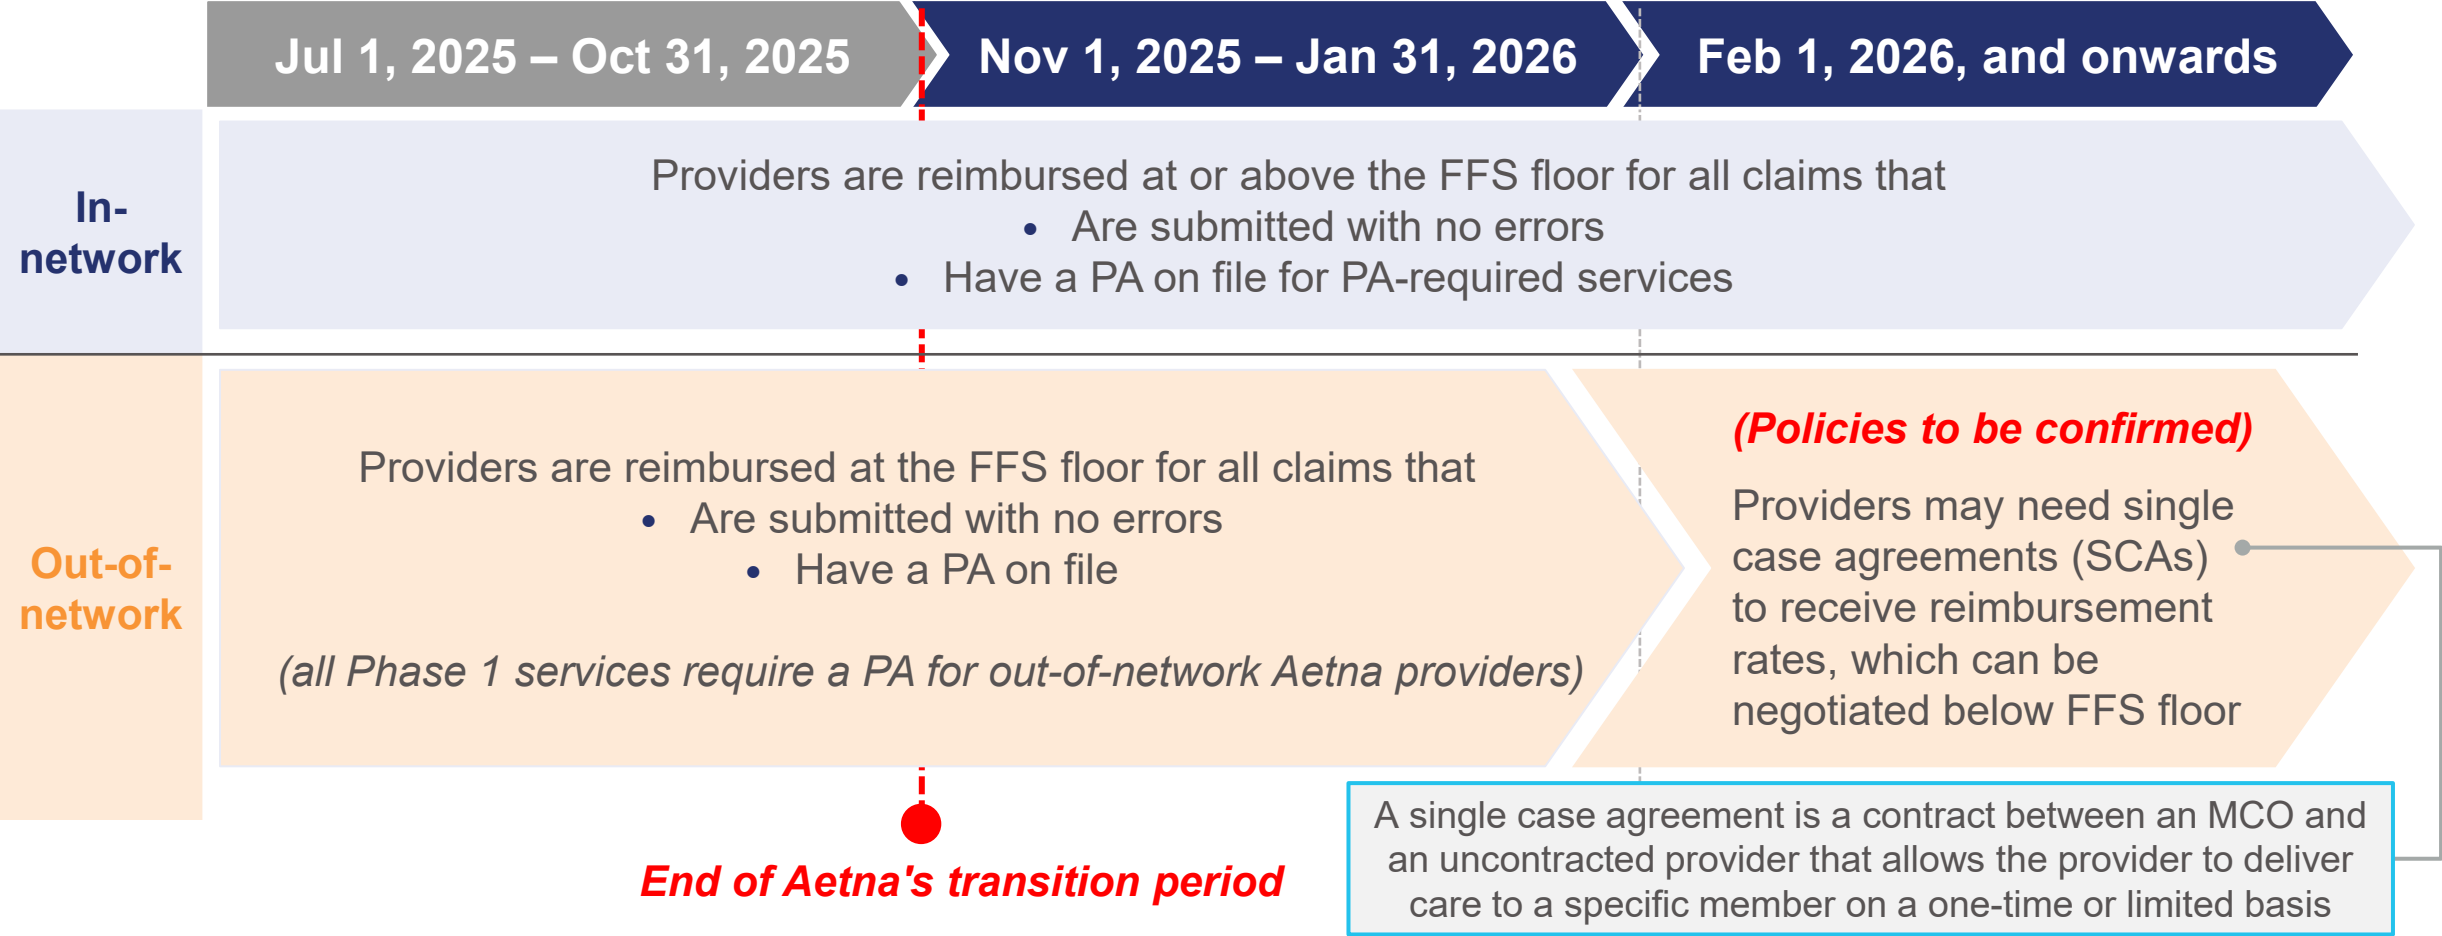 Jul 1, 2025 – Oct 31, 2025
Nov 1, 2025 – Jan 31, 2026
Feb 1, 2026, and onwards
In-
network
Providers are reimbursed at or above the FFS floor for all claims that
• Are submitted with no errors
• Have a PA on file for PA-required services
Out-of-
network
Providers are reimbursed at the FFS floor for all claims that
• Are submitted with no errors
• Have a PA on file
(all Phase 1 services require a PA for out-of-network Aetna providers)
(Policies to be confirmed)
Providers may need single
case agreements (SCAs)
to receive reimbursement
rates, which can be
negotiated below FFS floor
End of Aetna's transition period
A single case agreement is a contract between an MCO and
an uncontracted provider that allows the provider to deliver
care to a specific member on a one-time or limited basis